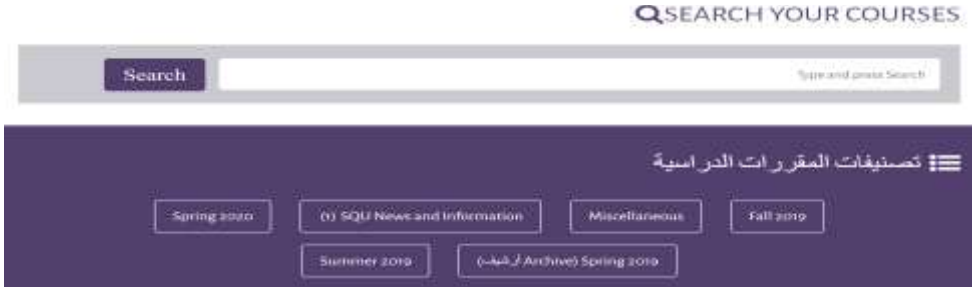 SEARCH YOUR COURSES
Type and press Search
Search
تصنيفات المقررات الدراسية
Fall 2019
Miscellaneous
(1) SQU News and Information
Spring 2020
(أرشيف Archive) Spring 2019
Summer 2019